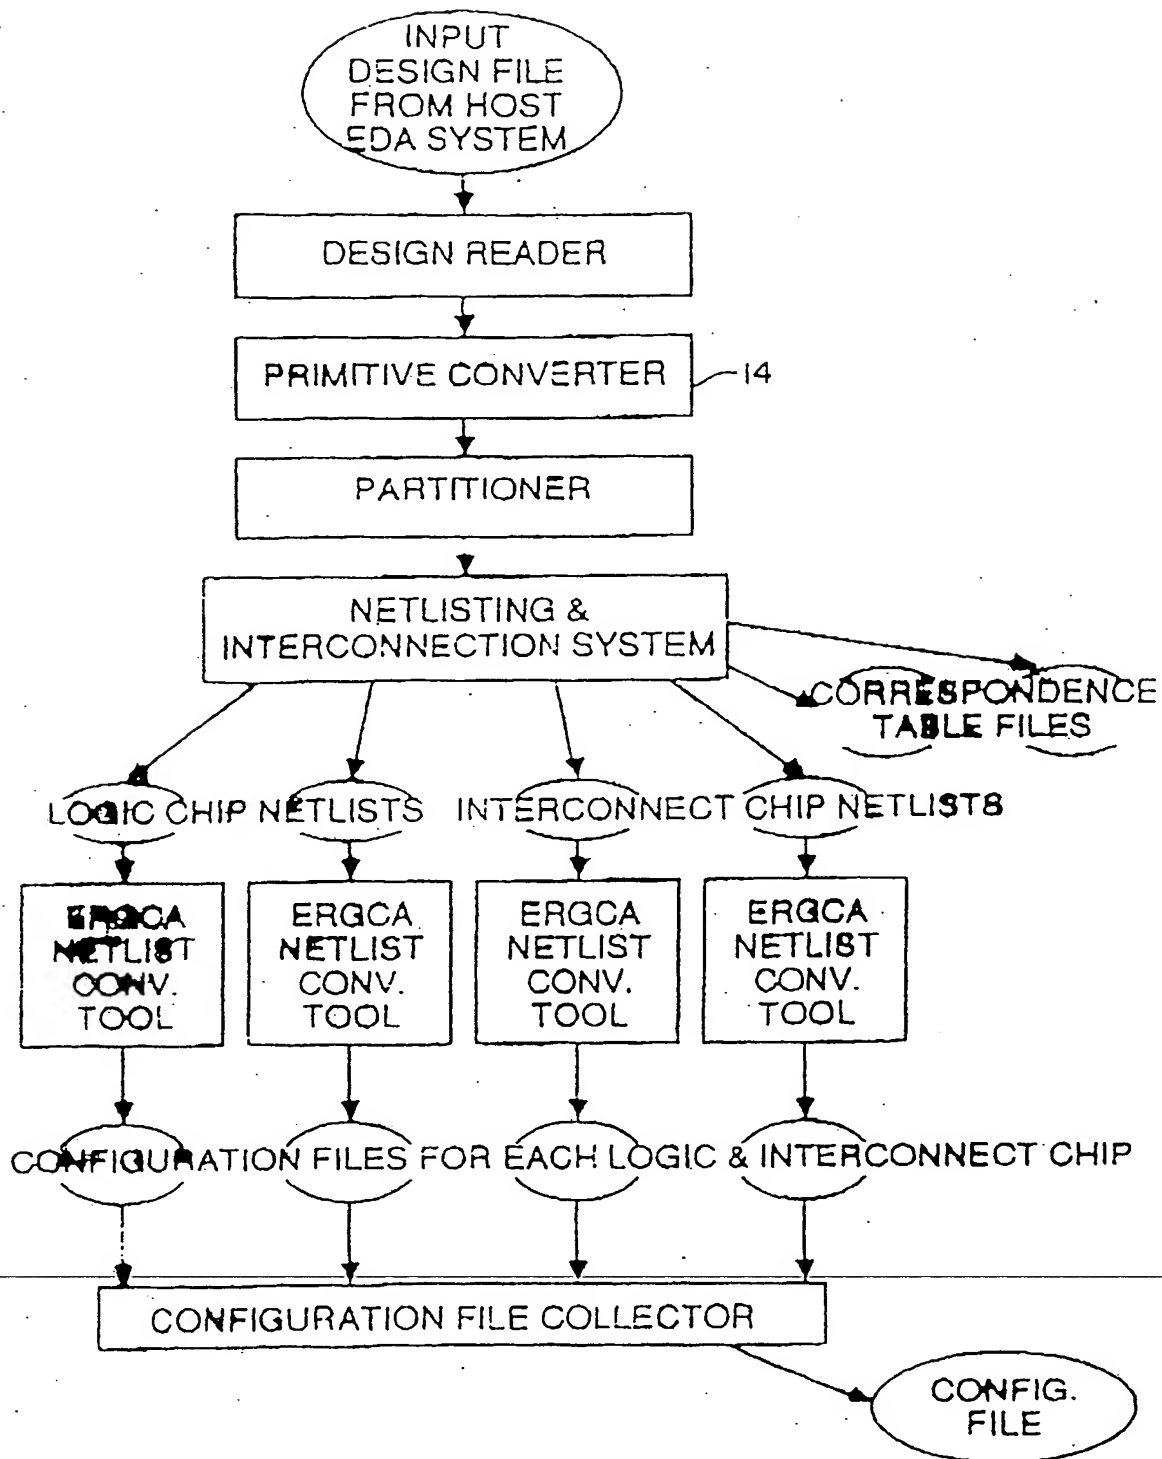 INPUT
DESIGN FILE
FROM HOST
EDA SYSTEM
DESIGN READER
PRIMITIVE CONVERTER
14
PARTITIONER
NETLISTING &
INTERCONNECTION SYSTEM
CORRESPONDENCE
TABLE FILES
LOGIC CHIP NETLISTS
INTERCONNECT CHIP NETLISTS
ERGCA
NETLIST
CONV.
TOOL
ERGCA
NETLIST
CONV.
TOOL
ERGCA
NETLIST
CONV.
TOOL
ERGCA
NETLIST
CONV.
TOOL
CONFIGURATION FILES FOR EACH LOGIC & INTERCONNECT CHIP
CONFIGURATION FILE COLLECTOR
CONFIG.
FILE